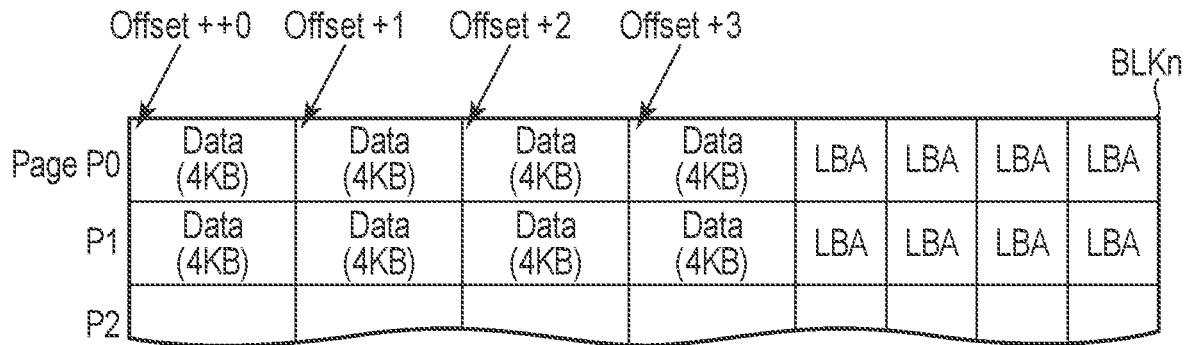 Offset ++0 Offset +1 Offset +2 Offset +3
BLKn
Page P0 Data (4KB) Data (4KB) Data (4KB) Data (4KB) LBA LBA LBA LBA
P1 Data (4KB) Data (4KB) Data (4KB) Data (4KB) LBA LBA LBA LBA
P2